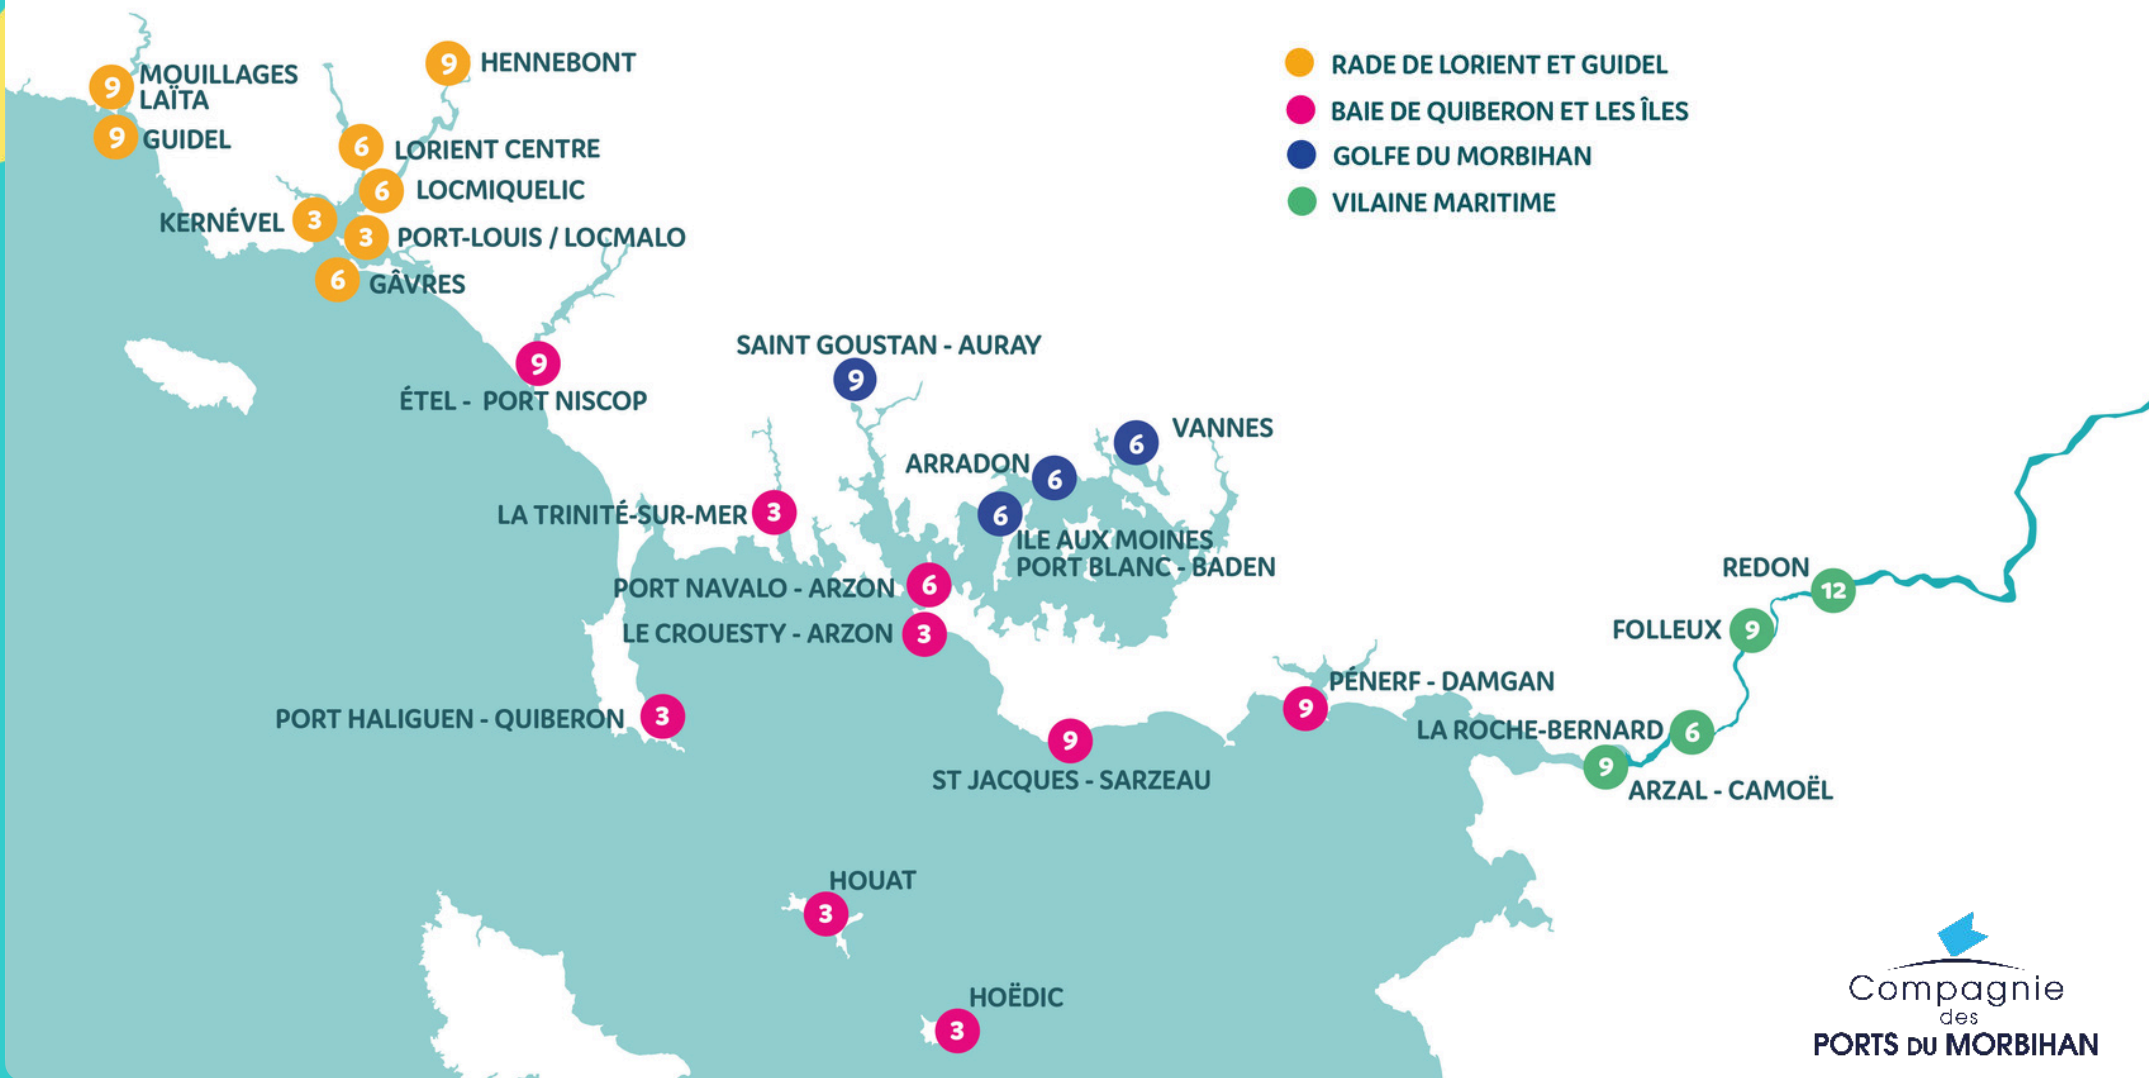 9 MOUILLAGES
LAÏTA
9 GUIDEL
9 HENNEBONT
6 LORIENT CENTRE
6 LOCMIQUELIC
KERNÉVEL 3
3 PORT-LOUIS / LOCMALO
6 GÂVRES
RADE DE LORIENT ET GUIDEL
BAIE DE QUIBERON ET LES ÎLES
GOLFE DU MORBIHAN
VILAINE MARITIME
9
ÉTEL - PORT NISCOP
SAINT GOUSTAN - AURAY
9
VANNES
6
ARRADON 6
6
ILE AUX MOINES
PORT BLANC - BADEN
LA TRINITÉ-SUR-MER 3
PORT NAVALO - ARZON 6
LE CROUESTY - ARZON 3
PORT HALIGUEN - QUIBERON 3
9
ST JACQUES - SARZEAU
PÉNERF - DAMGAN
9
REDON
12
FOLLEUX 9
LA ROCHE-BERNARD 6
9
ARZAL - CAMOËL
HOUAT
3
HOËDIC
3
Compagnie
des
PORTS DU MORBIHAN